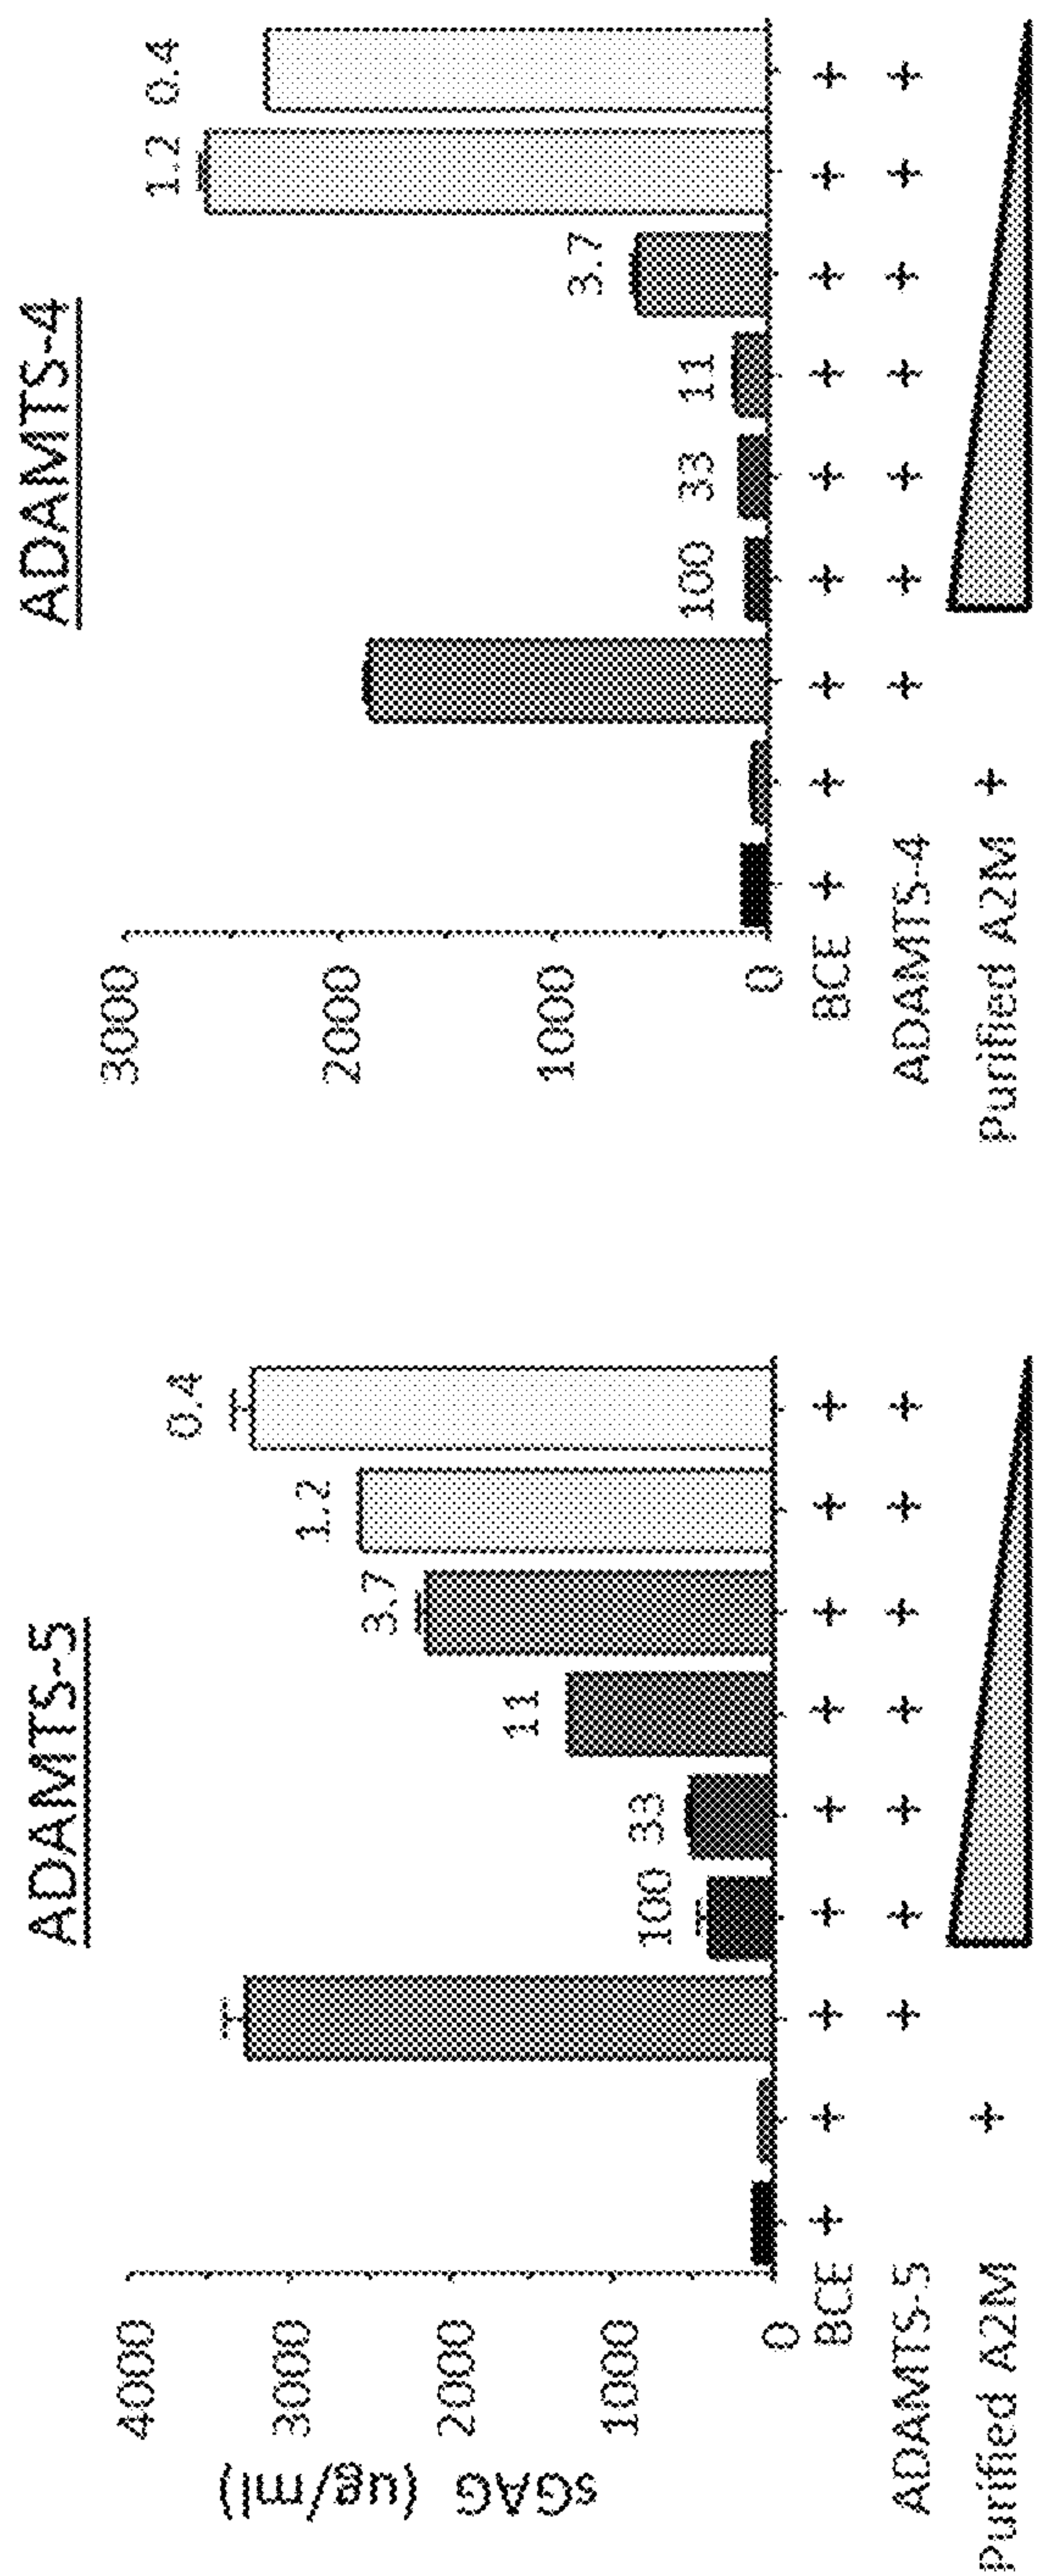 ADAMTS-5
sGAG (ug/ml)
4000
3000
2000
1000
0
100
33
11
3.7
1.2
0.4
BCE + + + + + + + + +
ADAMTS-5 + + + + + + +
Purified A2M +
ADAMTS-4
3000
2000
1000
0
100
33
11
3.7
1.2
0.4
BCE + + + + + + + + +
ADAMTS-4 + + + + + + +
Purified A2M +